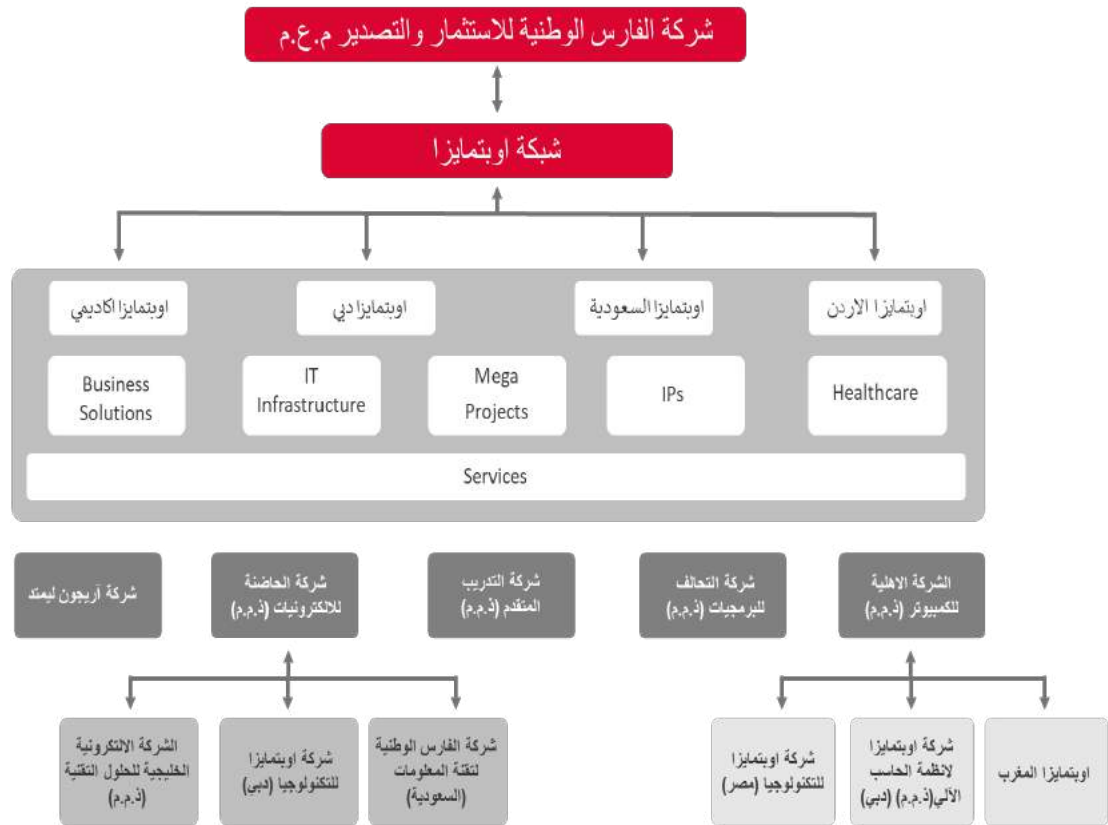 شركة الفارس الوطنية للاستثمار والتصدير م.ع.م
شبكة اوبتمايزا
اوبتمايزا الاردن
اوبتمايزا السعودية
اوبتمايزا دبي
اوبتمايزا اكاديمي
Business
Solutions
IT
Infrastructure
Mega
Projects
IPs
Healthcare
Services
الشركة الاهلية
للكمبيوتر (ذ.م.م)
شركة التحالف
للبرمجيات (ذ.م.م)
شركة التدريب
المتقدم (ذ.م.م)
شركة الحاضنة
للالكترونيات (ذ.م.م)
شركة آريجون ليمتد
اوبتمايزا المغرب
شركة اوبتمايزا
لانظمة الحاسب
الآلي(ذ.م.م) (دبي)
شركة اوبتمايزا
للتكنولوجيا (مصر)
شركة الفارس الوطنية
لتقنة المعلومات
(السعودية)
شركة اوبتمايزا
للتكنولوجيا (دبي)
الشركة الالتكرونية
الخليجية للحلول التقنية
(ذ.م.م)